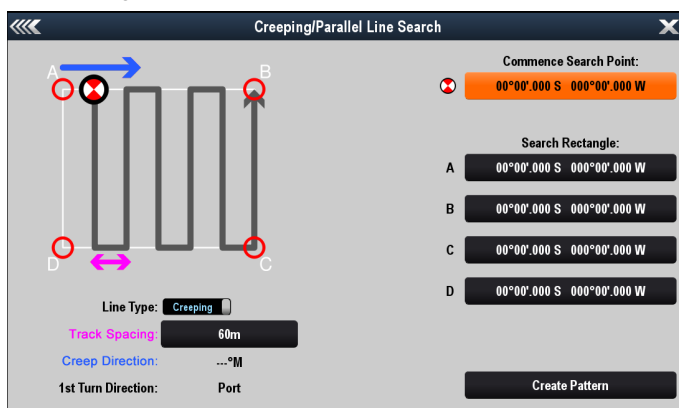 Creeping/Parallel Line Search
A
B
D
C
Line Type: Creeping
Track Spacing: 60m
Creep Direction: ---°M
1st Turn Direction: Port
Commence Search Point:
00°00'.000 S 000°00'.000 W
Search Rectangle:
A 00°00'.000 S 000°00'.000 W
B 00°00'.000 S 000°00'.000 W
C 00°00'.000 S 000°00'.000 W
D 00°00'.000 S 000°00'.000 W
Create Pattern